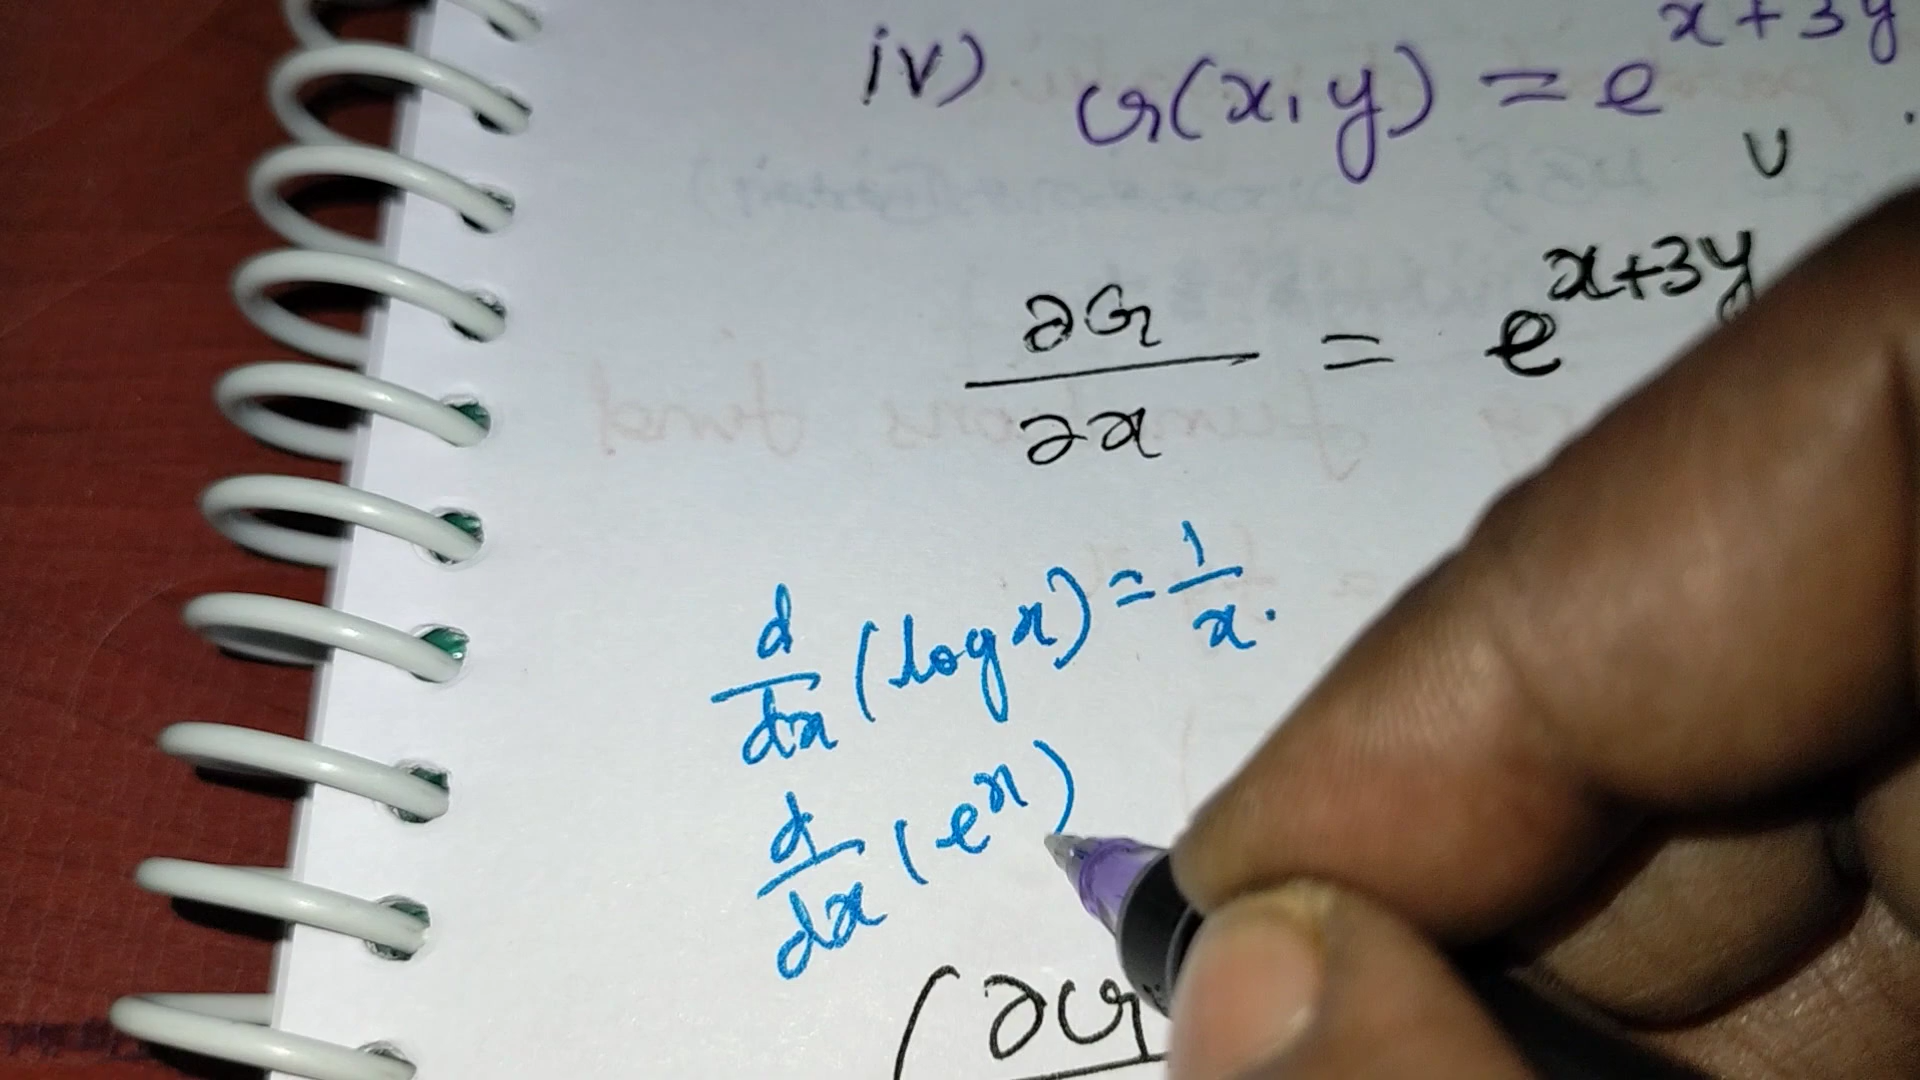 iv) G(x,y) = e^{x+3y}.
∂G/∂x = e^{x+3y}
d/dx (log x) = 1/x.
d/dx (e^x)
(∂G